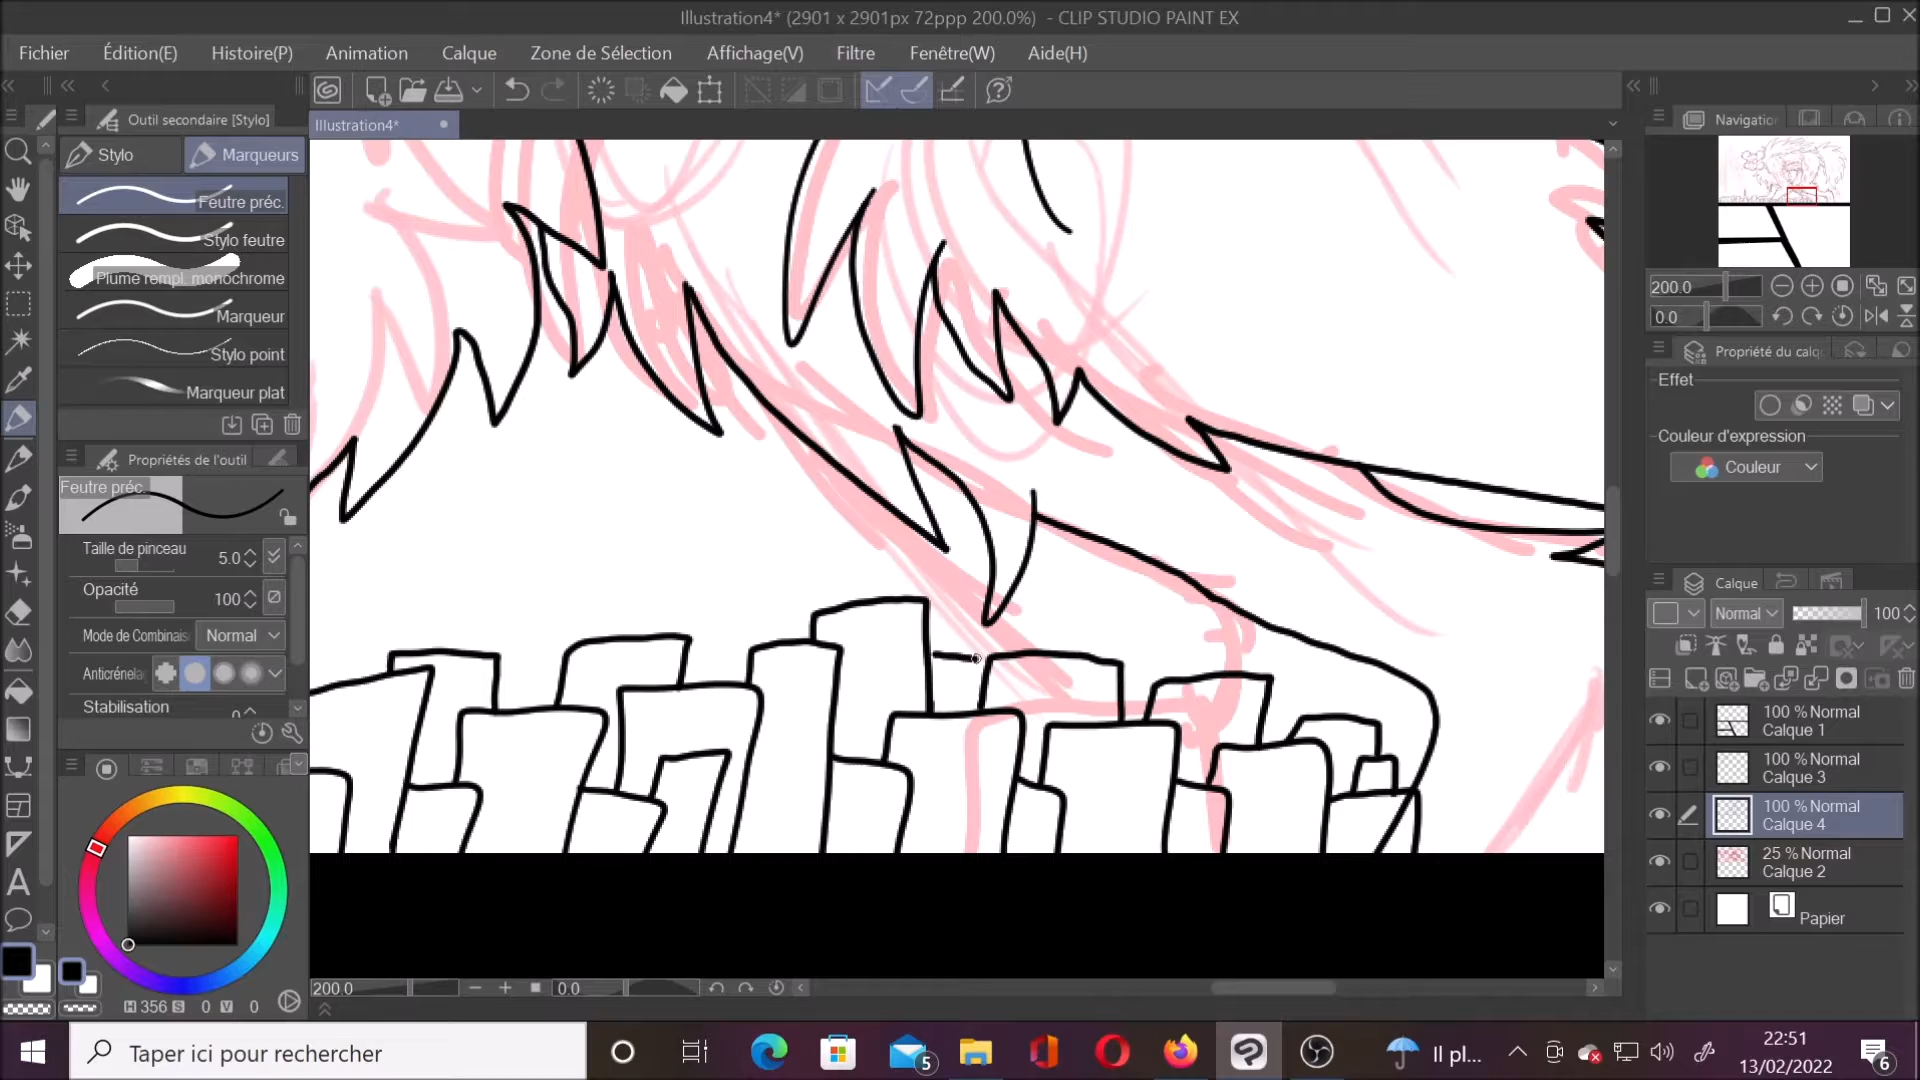 Illustration4* (2901 x 2901px 72ppp 200.0%) - CLIP STUDIO PAINT EX
Fichier Édition(E) Histoire(P) Animation Calque Zone de Sélection Affichage(V) Filtre Fenêtre(W) Aide(H)
Outil secondaire [Stylo]
Illustration4*
Stylo Marqueurs
Feutre préc.
Stylo feutre
Plume rempl. monochrome
Marqueur
Stylo point
Marqueur plat
Propriétés de l'outil
Feutre préc
Taille de pinceau 5.0
Opacité 100
Mode de Combinais Normal
Anticrénela
Stabilisation
H 356 S 0 V 0
200.0 0.0
Navigation
200.0
0.0
Propriété du calq
Effet
Couleur d'expression
Couleur
Calque
Normal 100
100 % Normal
Calque 1
100 % Normal
Calque 3
100 % Normal
Calque 4
25 % Normal
Calque 2
Papier
Taper ici pour rechercher
5
Il pl...
22:51
13/02/2022
6